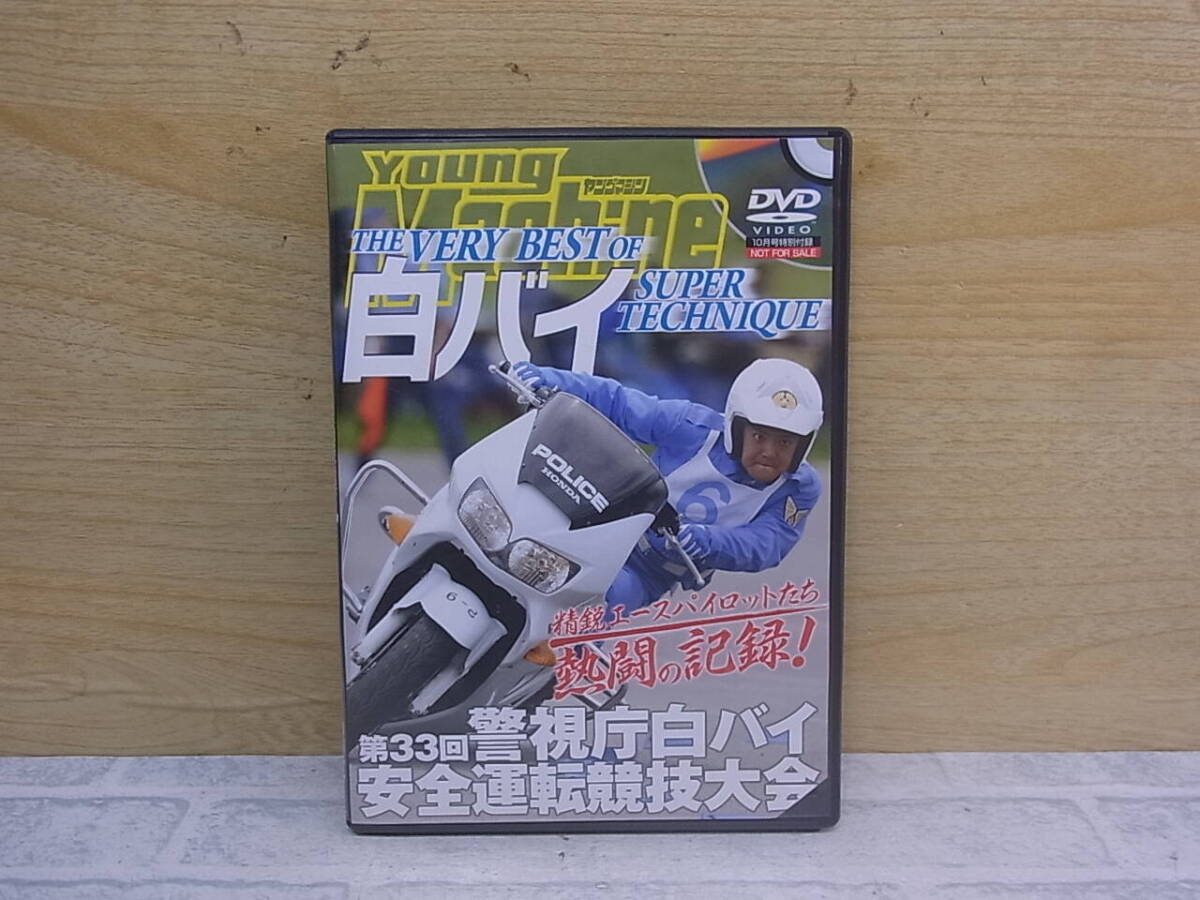 Young
Machine
ヤングマシン
DVD
VIDEO
10月号特別付録
NOT FOR SALE
THE VERY BEST OF
白バイ
SUPER
TECHNIQUE
POLICE
HONDA
6
精鋭エースパイロットたち
熱闘の記録!
第33回 警視庁白バイ
安全運転競技大会